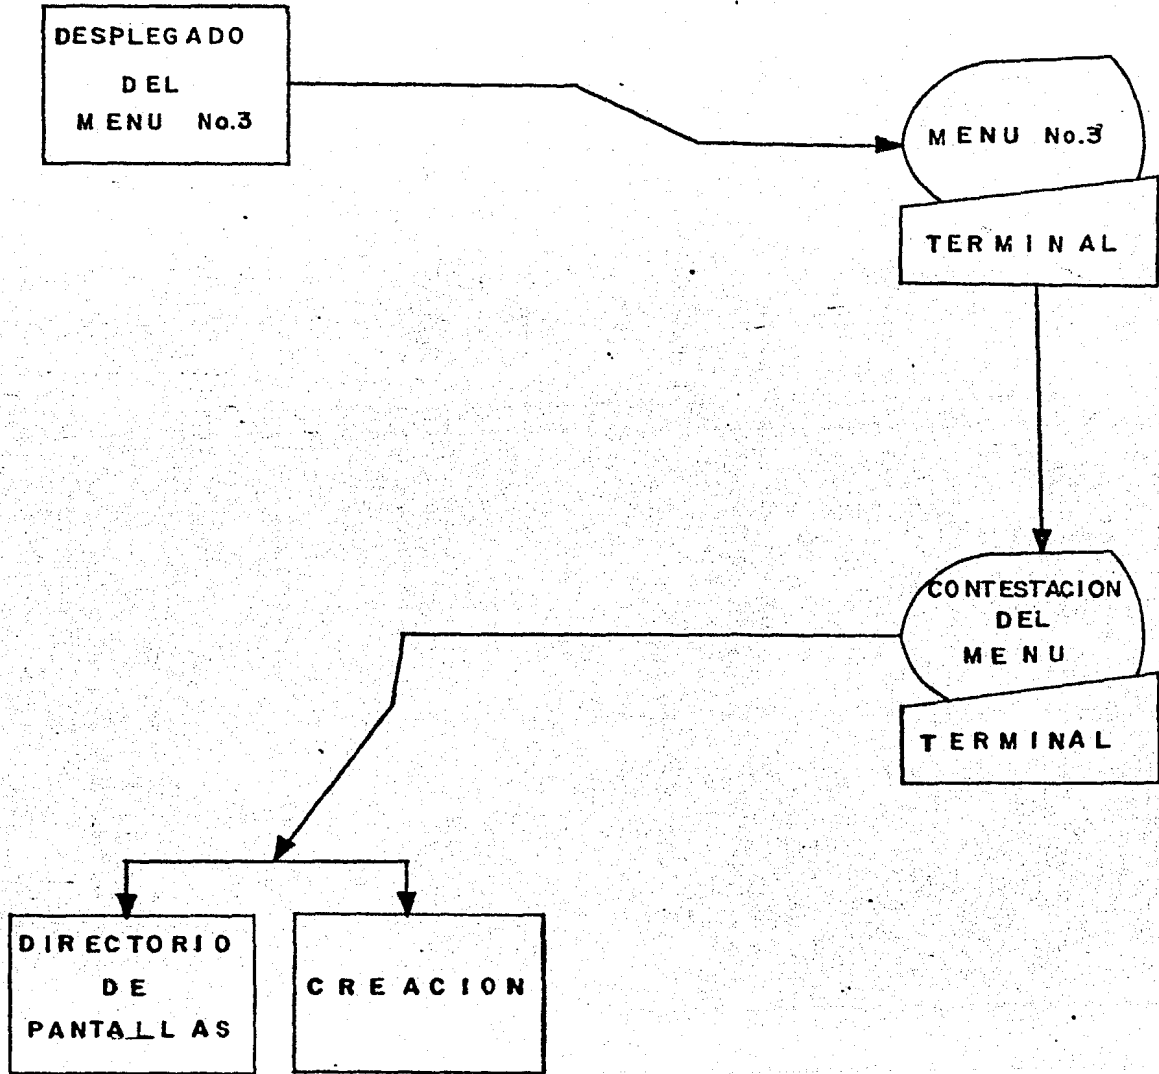 DESPLEGADO
DEL
MENU No.3
MENU No.3
TERMINAL
CONTESTACION
DEL
MENU
TERMINAL
DIRECTORIO
DE
PANTALLAS
CREACION